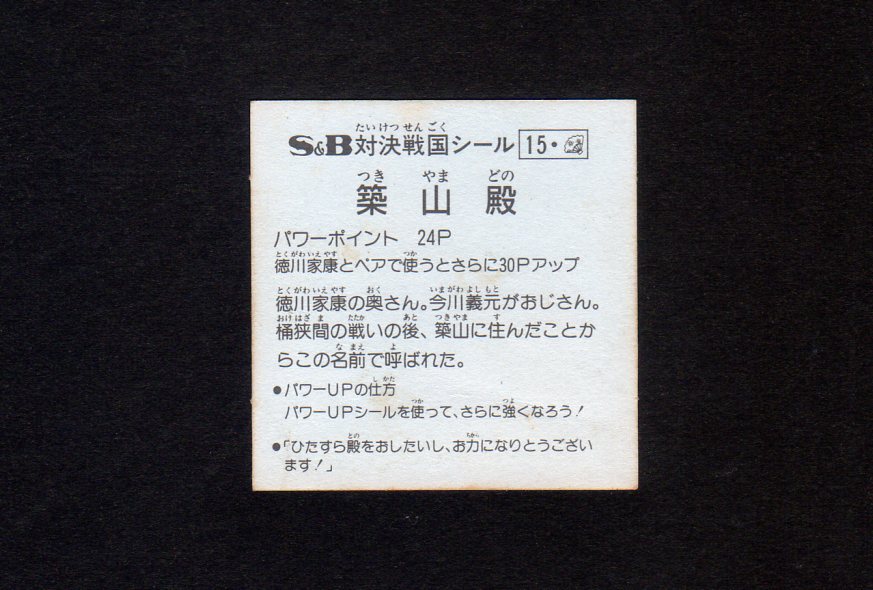 S&B対決戦国シール 15・
築山殿
パワーポイント 24P
徳川家康とペアで使うとさらに30Pアップ
徳川家康の奥さん。今川義元がおじさん。
桶狭間の戦いの後、築山に住んだことか
らこの名前で呼ばれた。
●パワーUPの仕方
パワーUPシールを使って、さらに強くなろう！
●「ひたすら殿をおしたいし、お力になりとうござい
ます！」